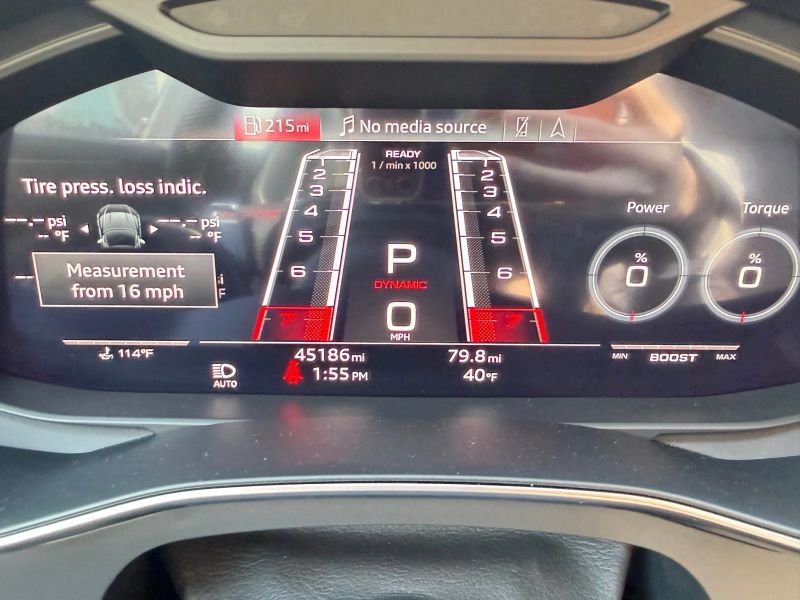 215mi
No media source
READY
1 / min x 1000
Tire press. loss indic.
--.- psi
-- °F
--.- psi
-- °F
Measurement
from 16 mph
1
2
3
4
5
6
7
1
2
3
4
5
6
7
P
DYNAMIC
0
MPH
Power
%
0
Torque
%
0
MIN BOOST MAX
114°F
AUTO
45186mi
1:55 PM
79.8mi
40°F